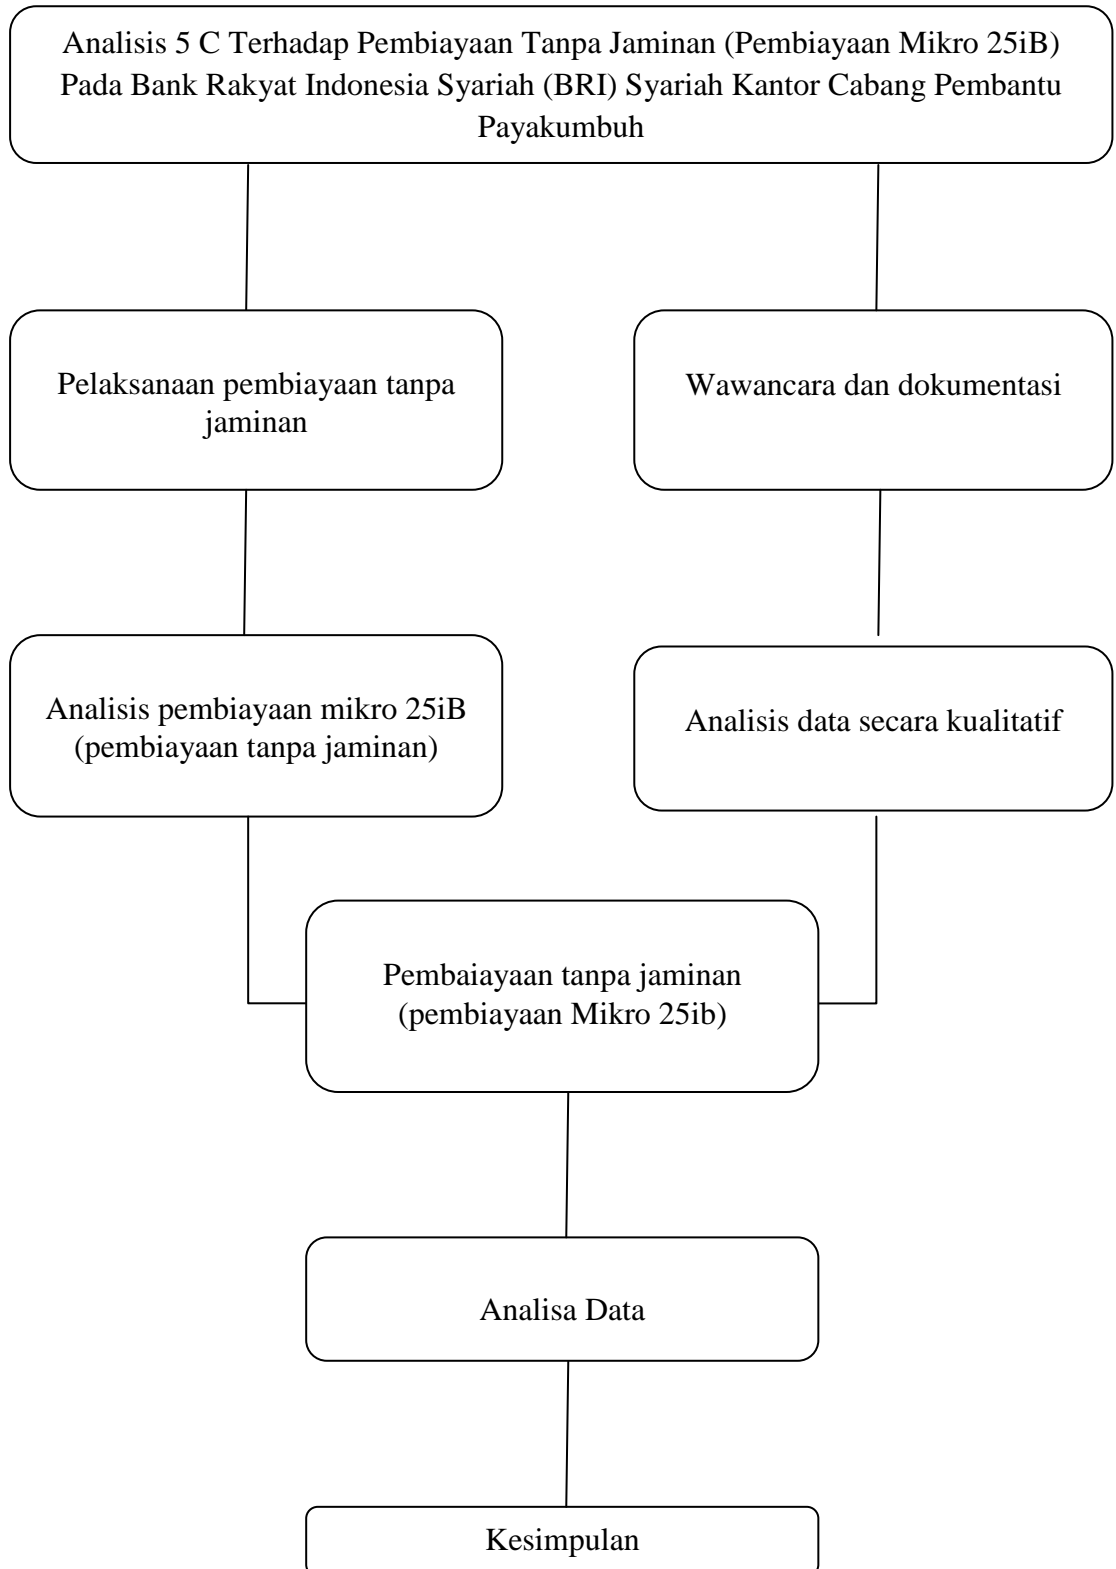 Analisis 5 C Terhadap Pembiayaan Tanpa Jaminan (Pembiayaan Mikro 25iB)
Pada Bank Rakyat Indonesia Syariah (BRI) Syariah Kantor Cabang Pembantu
Payakumbuh
Pelaksanaan pembiayaan tanpa
jaminan
Wawancara dan dokumentasi
Analisis pembiayaan mikro 25iB
(pembiayaan tanpa jaminan)
Analisis data secara kualitatif
Pembaiayaan tanpa jaminan
(pembiayaan Mikro 25ib)
Analisa Data
Kesimpulan